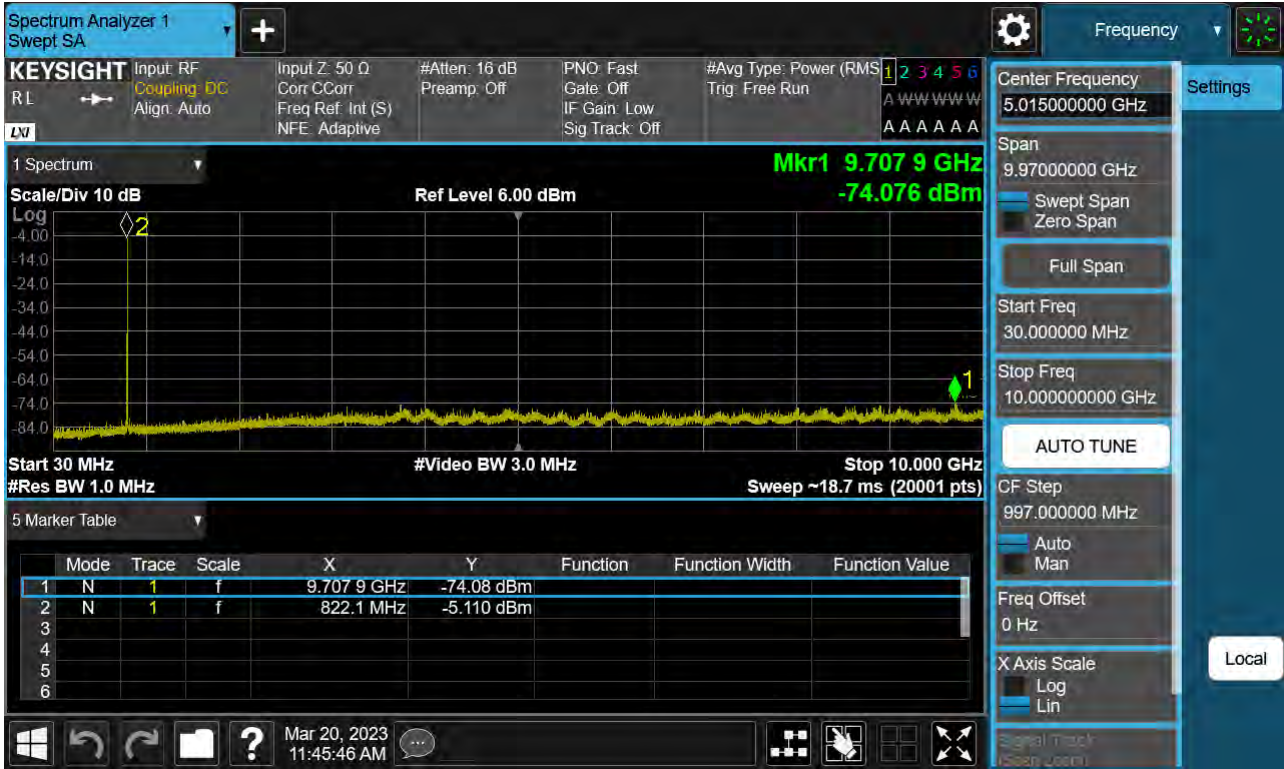 Spectrum Analyzer 1
Swept SA
+
Frequency
KEYSIGHT
RL
LXI
Input: RF
Coupling: DC
Align: Auto
Input Z: 50 Ω
Corr CCorr
Freq Ref: Int (S)
NFE: Adaptive
#Atten: 16 dB
Preamp: Off
PNO: Fast
Gate: Off
IF Gain: Low
Sig Track: Off
#Avg Type: Power (RMS
Trig: Free Run
1 2 3 4 5 6
A W W W W W
A A A A A A
1 Spectrum
Scale/Div 10 dB
Ref Level 6.00 dBm
Mkr1 9.707 9 GHz
-74.076 dBm
Log
-4.00
-14.0
-24.0
-34.0
-44.0
-54.0
-64.0
-74.0
-84.0
2
1
Start 30 MHz
#Video BW 3.0 MHz
Stop 10.000 GHz
#Res BW 1.0 MHz
Sweep ~18.7 ms (20001 pts)
5 Marker Table
Mode Trace Scale X Y Function Function Width Function Value
1 N 1 f 9.707 9 GHz -74.08 dBm
2 N 1 f 822.1 MHz -5.110 dBm
3
4
5
6
Mar 20, 2023
11:45:46 AM
Center Frequency
5.015000000 GHz
Span
9.97000000 GHz
Swept Span
Zero Span
Full Span
Start Freq
30.000000 MHz
Stop Freq
10.000000000 GHz
AUTO TUNE
CF Step
997.000000 MHz
Auto
Man
Freq Offset
0 Hz
X Axis Scale
Log
Lin
Signal Track
(Span Zoom)
Settings
Local